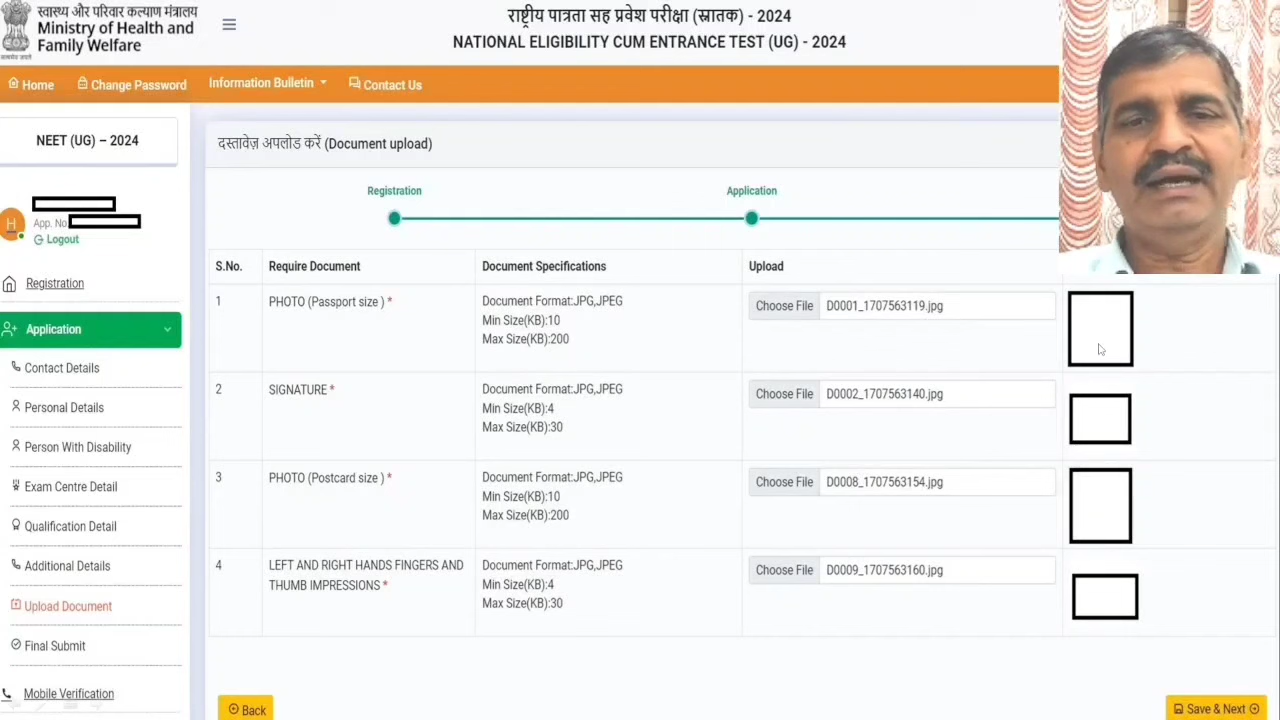 स्वास्थ्य और परिवार कल्याण मंत्रालय
Ministry of Health and
Family Welfare
सत्यमेव जयते
राष्ट्रीय पात्रता सह प्रवेश परीक्षा (स्नातक) - 2024
NATIONAL ELIGIBILITY CUM ENTRANCE TEST (UG) - 2024
Home
Change Password
Information Bulletin
Contact Us
NEET (UG) – 2024
H
App. No
Logout
Registration
Application
Contact Details
Personal Details
Person With Disability
Exam Centre Detail
Qualification Detail
Additional Details
Upload Document
Final Submit
Mobile Verification
दस्तावेज़ अपलोड करें (Document upload)
Registration
Application
S.No.
Require Document
Document Specifications
Upload
1
PHOTO (Passport size ) *
Document Format:JPG,JPEG
Min Size(KB):10
Max Size(KB):200
Choose File
D0001_1707563119.jpg
2
SIGNATURE *
Document Format:JPG,JPEG
Min Size(KB):4
Max Size(KB):30
Choose File
D0002_1707563140.jpg
3
PHOTO (Postcard size ) *
Document Format:JPG,JPEG
Min Size(KB):10
Max Size(KB):200
Choose File
D0008_1707563154.jpg
4
LEFT AND RIGHT HANDS FINGERS AND
THUMB IMPRESSIONS *
Document Format:JPG,JPEG
Min Size(KB):4
Max Size(KB):30
Choose File
D0009_1707563160.jpg
Back
Save & Next